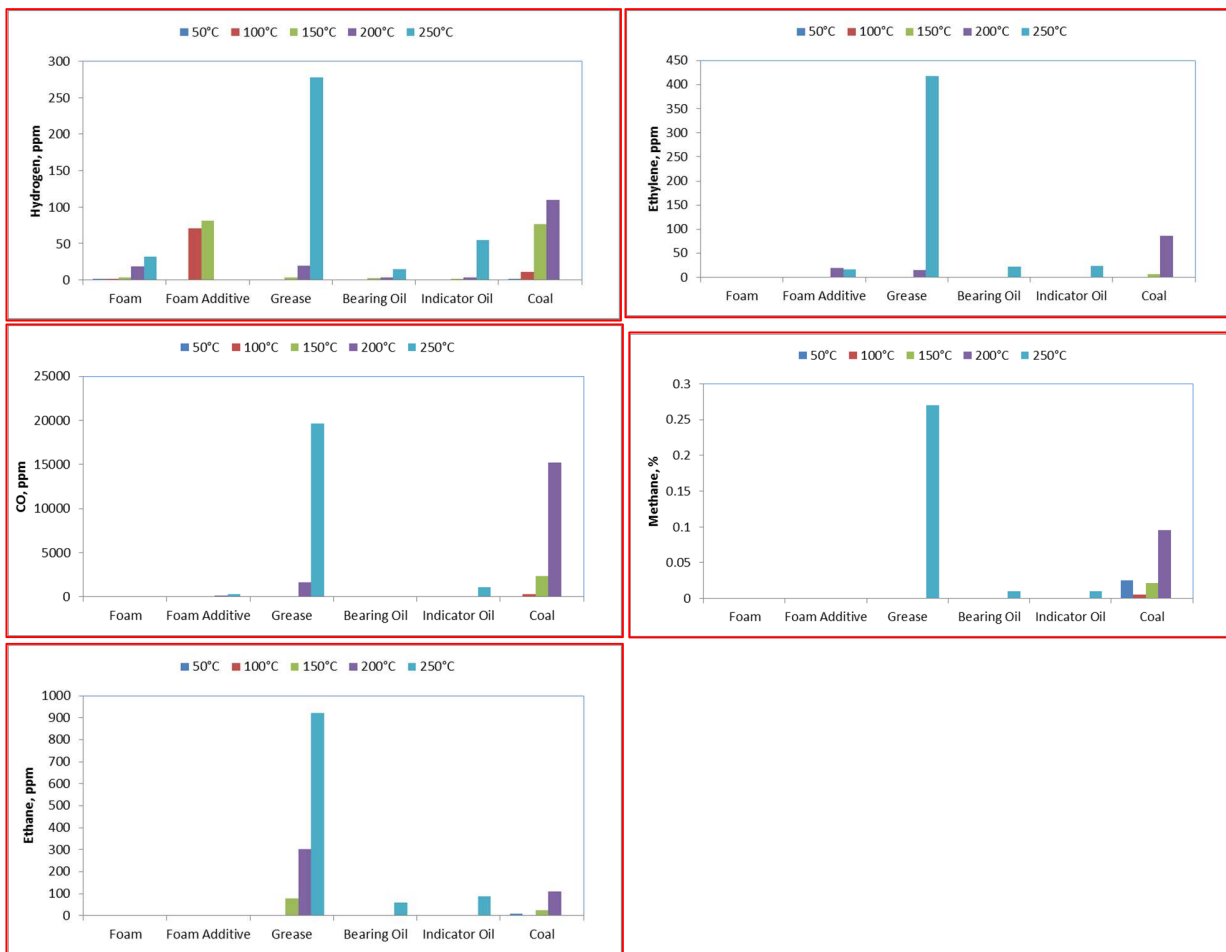 50°C 100°C 150°C 200°C 250°C
Hydrogen, ppm
300
250
200
150
100
50
0
Foam Foam Additive Grease Bearing Oil Indicator Oil Coal
50°C 100°C 150°C 200°C 250°C
Ethylene, ppm
450
400
350
300
250
200
150
100
50
0
Foam Foam Additive Grease Bearing Oil Indicator Oil Coal
50°C 100°C 150°C 200°C 250°C
CO, ppm
25000
20000
15000
10000
5000
0
Foam Foam Additive Grease Bearing Oil Indicator Oil Coal
50°C 100°C 150°C 200°C 250°C
Methane, %
0.3
0.25
0.2
0.15
0.1
0.05
0
Foam Foam Additive Grease Bearing Oil Indicator Oil Coal
50°C 100°C 150°C 200°C 250°C
Ethane, ppm
1000
900
800
700
600
500
400
300
200
100
0
Foam Foam Additive Grease Bearing Oil Indicator Oil Coal